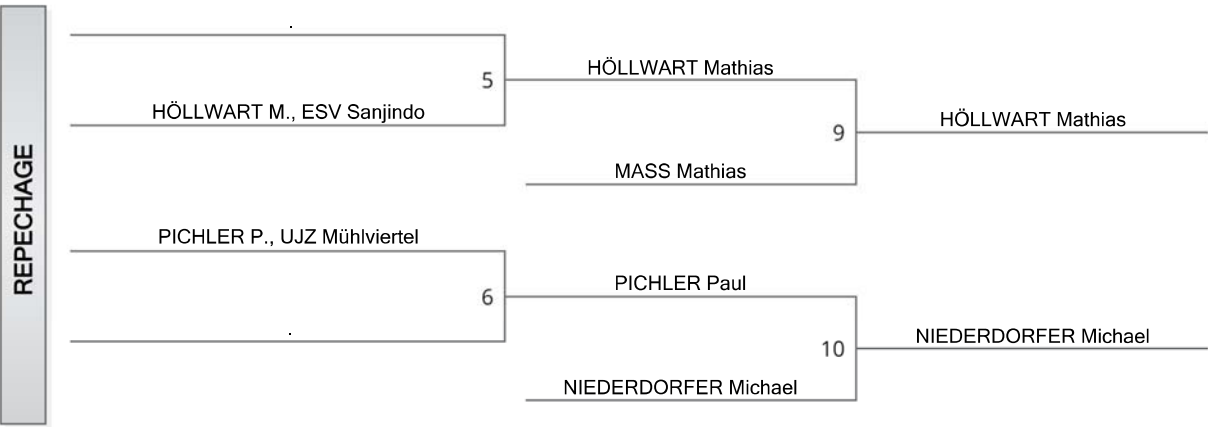 REPECHAGE
.
5
HÖLLWART M., ESV Sanjindo
HÖLLWART Mathias
9
MASS Mathias
HÖLLWART Mathias
PICHLER P., UJZ Mühlviertel
6
.
PICHLER Paul
10
NIEDERDORFER Michael
NIEDERDORFER Michael